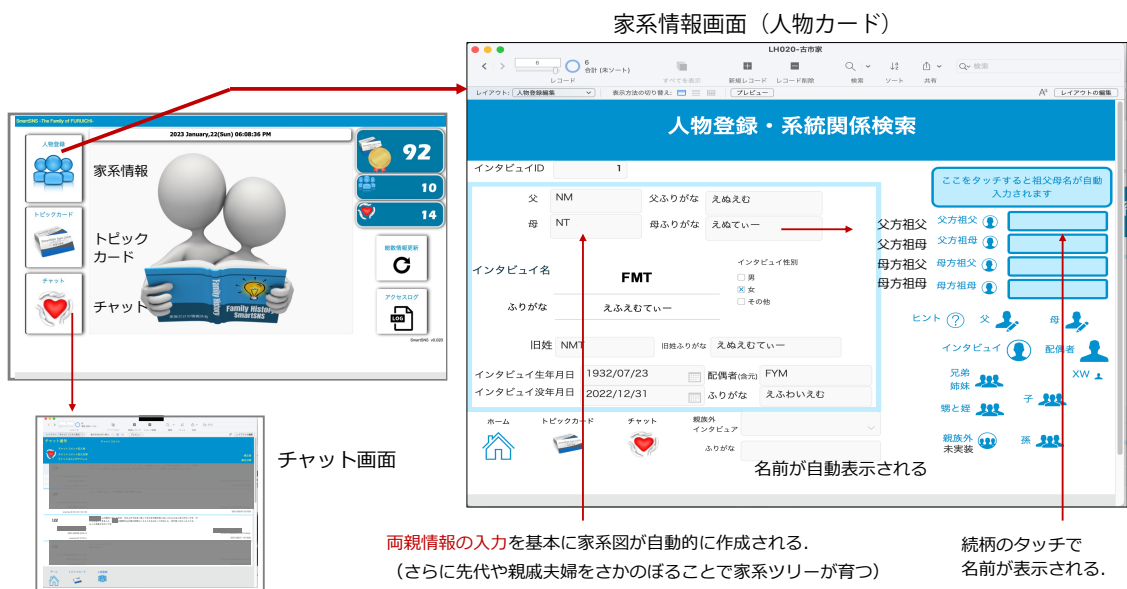 家系情報画面（人物カード）
SmartSNS -The Family of FURUICHI-
2023 January,22(Sun) 06:08:36 PM
人物登録
家系情報
トピックカード
トピック
カード
チャット
チャット
Family History
Family History
SmartSNS
92
10
14
アクセスログ
LOG
SmartSNS v0.020
チャット画面
LH020-古市家
6
6
合計 (未ソート)
レコード
すべてを表示
新規レコード
レコード削除
検索
ソート
共有
検索
レイアウト: 人物登録編集
表示方法の切り替え:
プレビュー
レイアウトの編集
人物登録・系統関係検索
インタビュイID 1
父 NM 父ふりがな えぬえむ
母 NT 母ふりがな えぬてぃー
インタビュイ名 FMT
インタビュイ性別
男
女
その他
ふりがな えふえむてぃー
旧姓 NMT 旧姓ふりがな えぬえむてぃー
インタビュイ生年月日 1932/07/23 配偶者(含元) FYM
インタビュイ没年月日 2022/12/31 ふりがな えふわいえむ
ホーム
トピックカード
チャット
親族外
インタビュア
ふりがな
名前が自動表示される
ここをタッチすると祖父母名が自動
入力されます
父方祖父 父方祖父
父方祖母 父方祖母
母方祖父 母方祖父
母方祖母 母方祖母
ヒント ? 父 母
インタビュイ 配偶者
兄弟
姉妹
XW
子
甥と姪
親族外
未実装
孫
両親情報の入力を基本に家系図が自動的に作成される．
（さらに先代や親戚夫婦をさかのぼることで家系ツリーが育つ）
続柄のタッチで
名前が表示される．